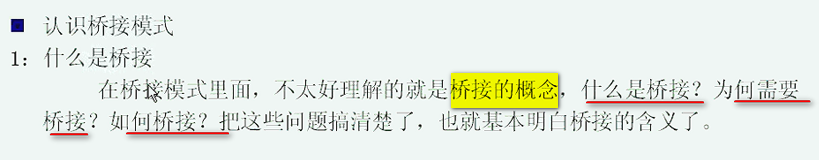 认识桥接模式
1：什么是桥接
在桥接模式里面，不太好理解的就是桥接的概念，什么是桥接？为何需要
桥接？如何桥接？把这些问题搞清楚了，也就基本明白桥接的含义了。